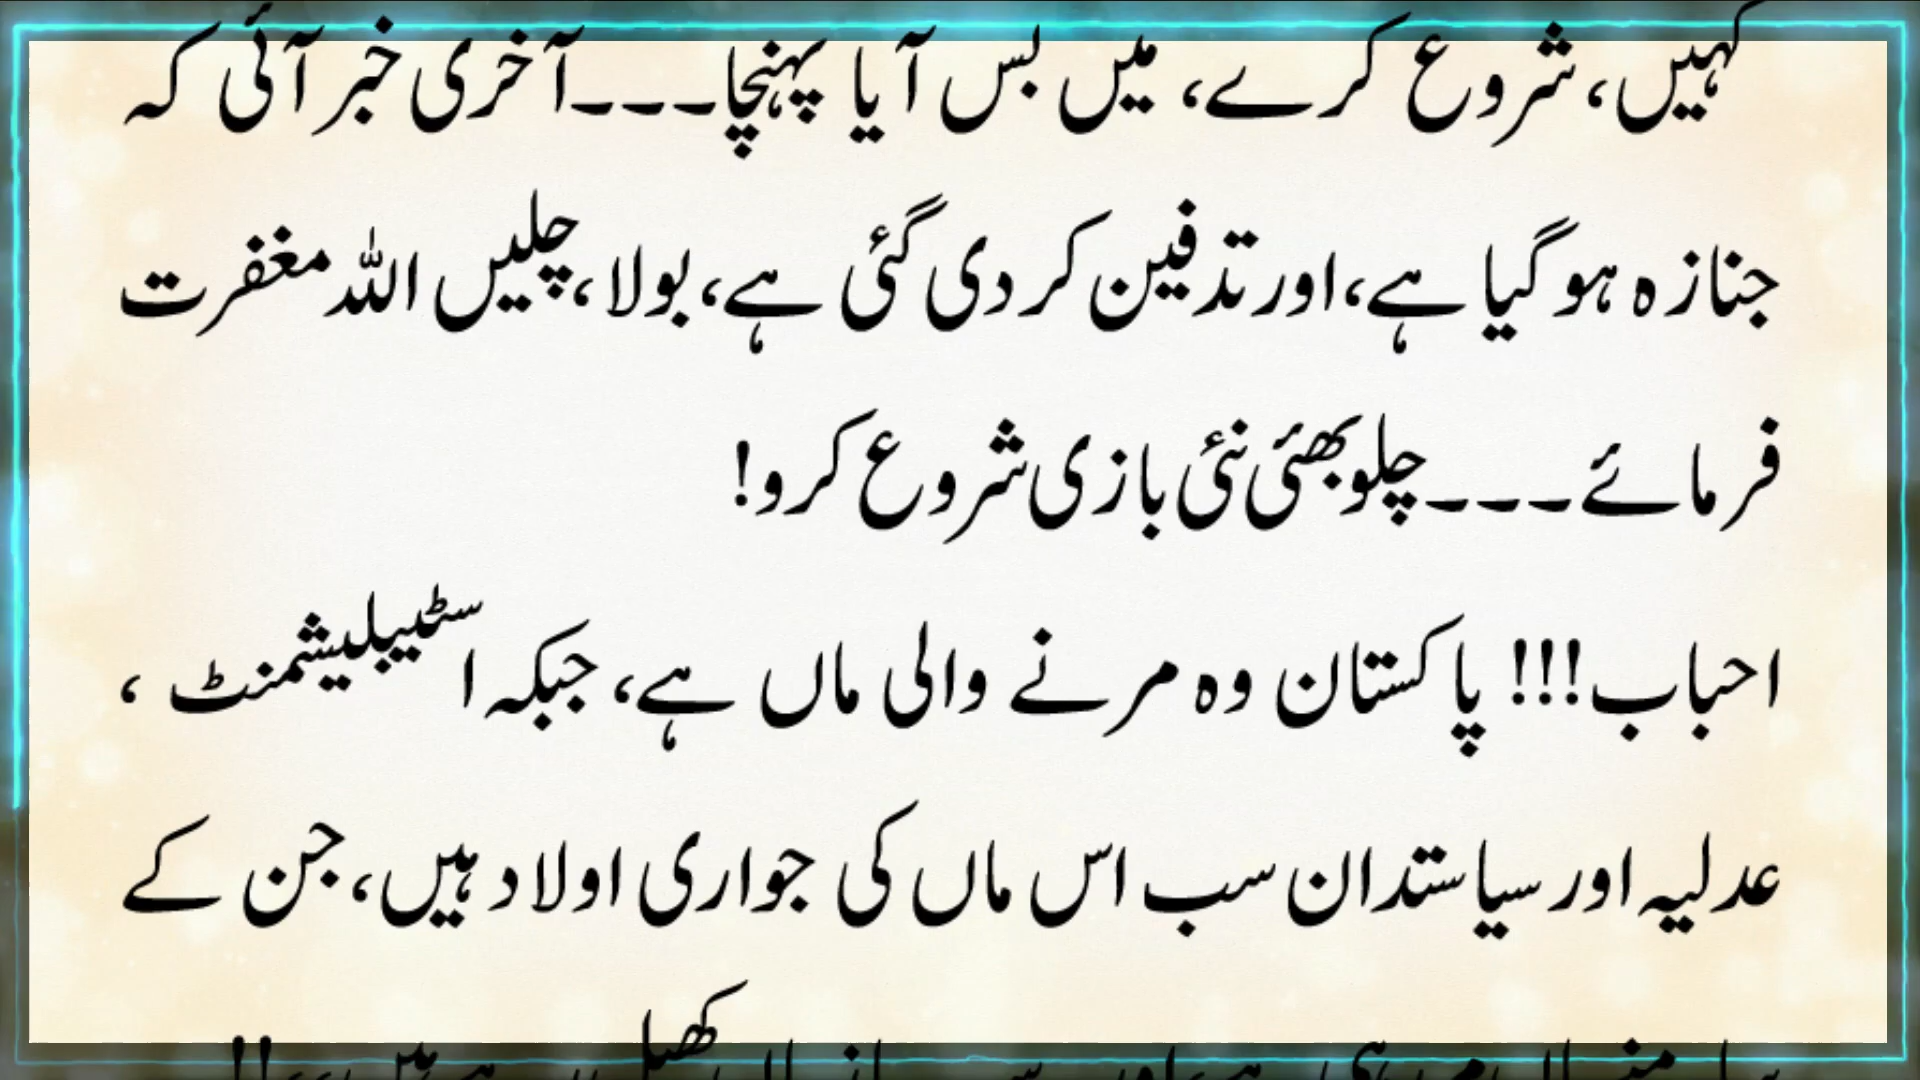 کہیں، شروع کرے، میں بس آیا پہنچا۔۔۔آخری خبر آئی کہ
جنازہ ہو گیا ہے، اور تدفین کر دی گئی ہے، بولا، چلیں اللہ مغفرت
فرمائے۔۔۔چلو بھئی نئی بازی شروع کرو!
احباب!!! پاکستان وہ مرنے والی ماں ہے، جبکہ اسٹیبلیشمنٹ ،
عدلیہ اور سیاستدان سب اس ماں کی جواری اولاد ہیں، جن کے